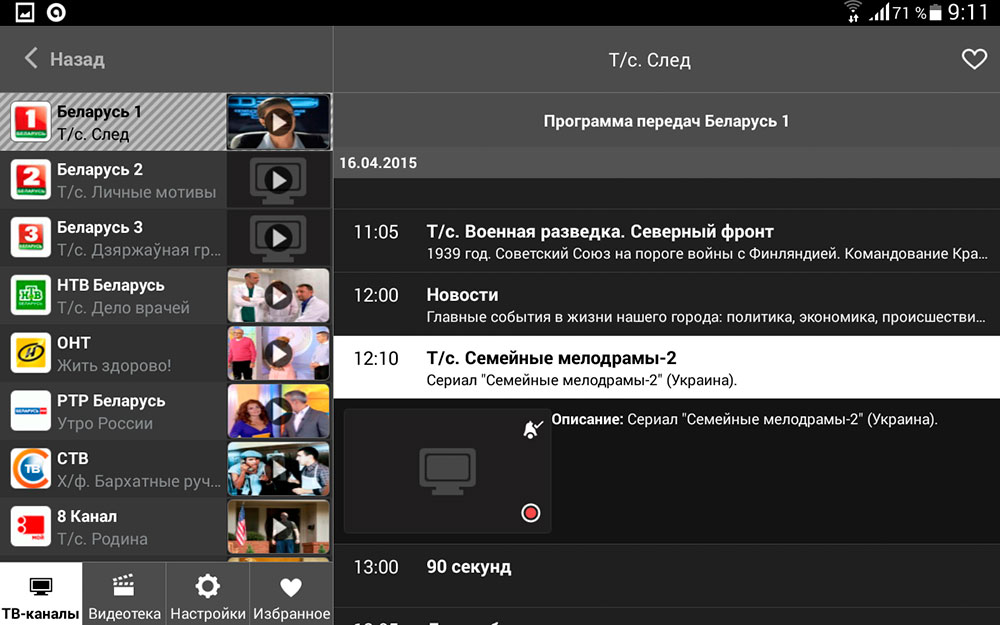 71 % 9:11
Назад
Т/с. След
Беларусь 1
Т/с. След
Беларусь 2
Т/с. Личные мотивы
Беларусь 3
Т/с. Дзяржаўная гр...
НТВ Беларусь
Т/с. Дело врачей
ОНТ
Жить здорово!
РТР Беларусь
Утро России
СТВ
Х/ф. Бархатные руч...
8 Канал
Т/с. Родина
ТВ-каналы
Видеотека
Настройки
Избранное
Программа передач Беларусь 1
16.04.2015
11:05 Т/с. Военная разведка. Северный фронт
1939 год. Советский Союз на пороге войны с Финляндией. Командование Кра...
12:00 Новости
Главные события в жизни нашего города: политика, экономика, происшестви...
12:10 Т/с. Семейные мелодрамы-2
Сериал "Семейные мелодрамы-2" (Украина).
Описание: Сериал "Семейные мелодрамы-2" (Украина).
13:00 90 секунд